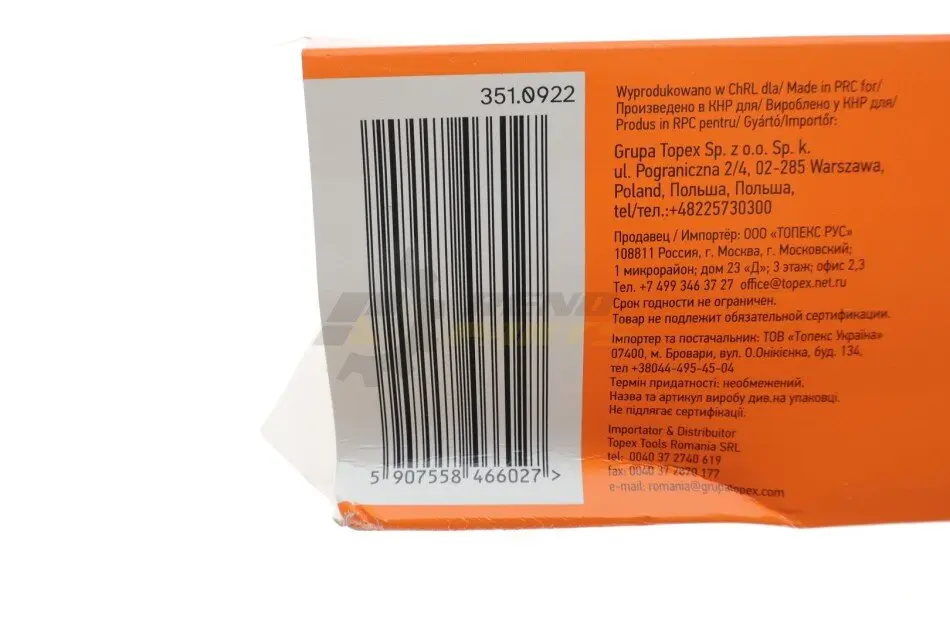 351.0922
5 907558 466027 >
Wyprodukowano w ChRL dla/ Made in PRC for/
Произведено в КНР для/ Вироблено у КНР для/
Produs in RPC pentru/ Gyártó/Importőr:
Grupa Topex Sp. z o.o. Sp. k.
ul. Pograniczna 2/4, 02-285 Warszawa,
Poland, Польша, Польша,
tel/тел.:+48225730300
Продавец / Импортёр: ООО «ТОПЕКС РУС»
108811 Россия, г. Москва, г. Московский;
1 микрорайон; дом 23 «Д»; 3 этаж; офис 2,3
Тел. +7 499 346 37 27 office@topex.net.ru
Срок годности не ограничен.
Товар не подлежит обязательной сертификации.
Імпортер та постачальник: ТОВ «Топекс Україна»
07400, м. Бровари, вул. О.Онікієнка, буд. 134,
тел +38044-495-45-04
Термін придатності: необмежений.
Назва та артикул виробу див.на упаковці.
Не підлягає сертифікації.
Importator & Distribuitor
Topex Tools Romania SRL
tel: 0040 37 2740 619
fax: 0040 37 2820 177
e-mail: romania@grupatopex.com